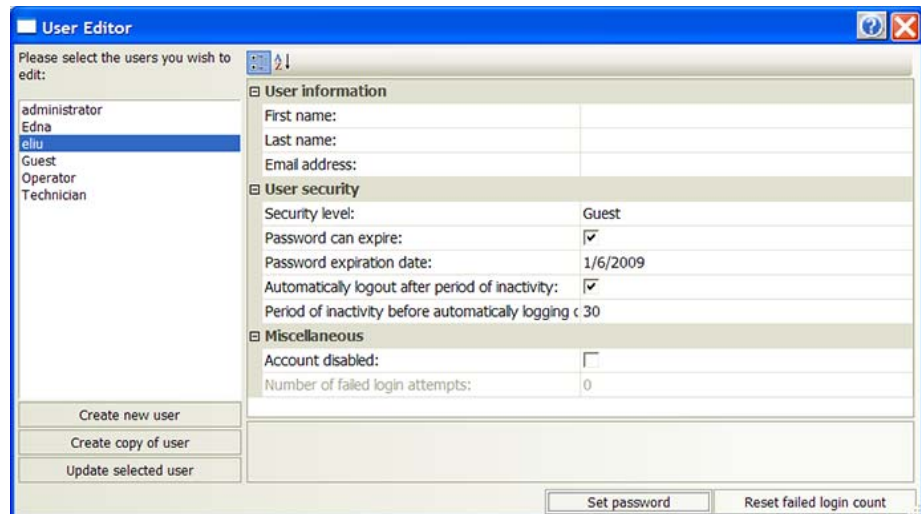 User Editor
Please select the users you wish to
edit:
administrator
Edna
eliu
Guest
Operator
Technician
Create new user
Create copy of user
Update selected user
User information
First name:
Last name:
Email address:
User security
Security level: Guest
Password can expire:
Password expiration date: 1/6/2009
Automatically logout after period of inactivity:
Period of inactivity before automatically logging 30
Miscellaneous
Account disabled:
Number of failed login attempts: 0
Set password
Reset failed login count